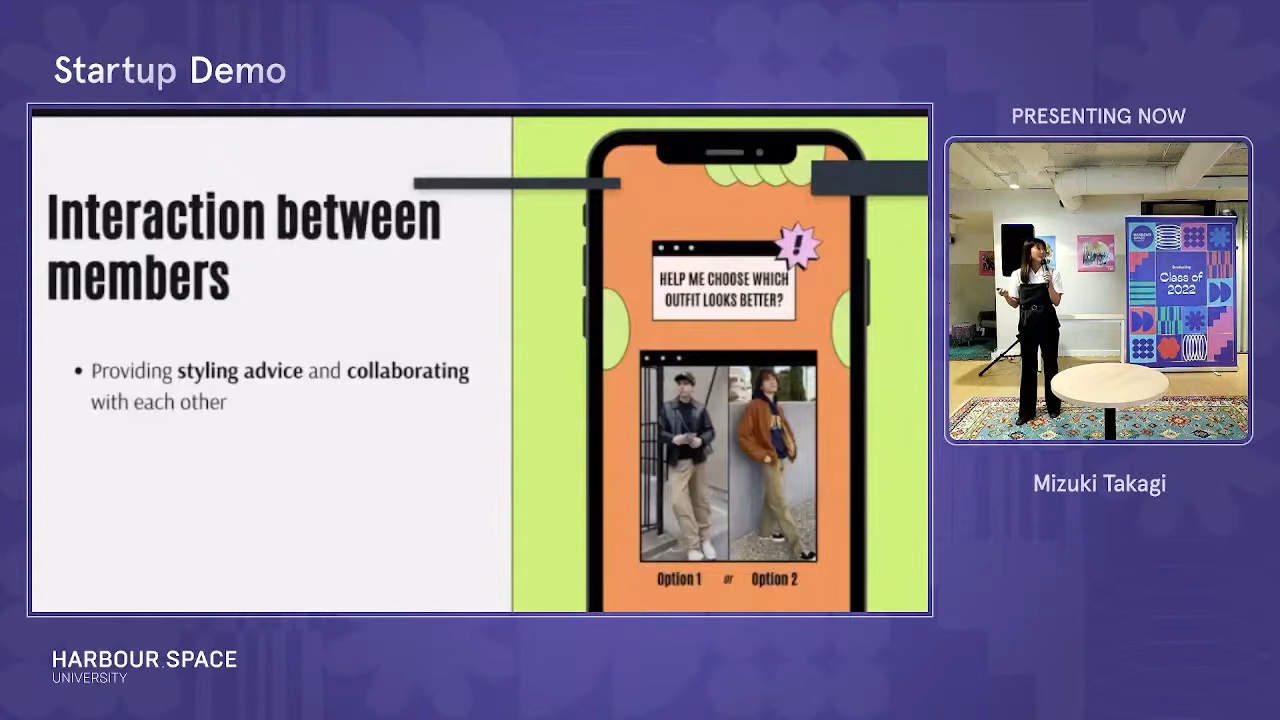 Startup Demo
Interaction between
members
• Providing styling advice and collaborating
with each other
!
HELP ME CHOOSE WHICH
OUTFIT LOOKS BETTER?
Option 1 or Option 2
PRESENTING NOW
Class of
2022
Mizuki Takagi
HARBOUR.SPACE
UNIVERSITY